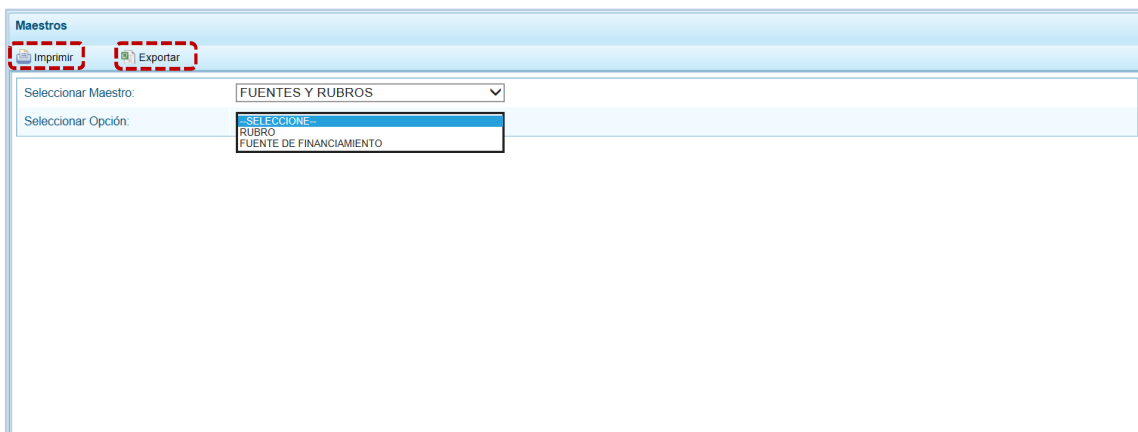 Maestros
Imprimir Exportar
Seleccionar Maestro: FUENTES Y RUBROS
Seleccionar Opción: --SELECCIONE--
RUBRO
FUENTE DE FINANCIAMIENTO